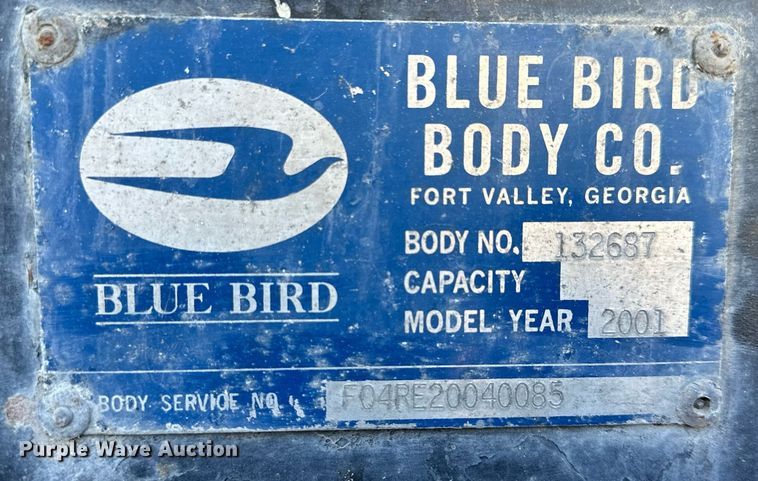 BLUE BIRD
BODY CO.
FORT VALLEY, GEORGIA
BODY NO. 132687
CAPACITY
MODEL YEAR 2001
BLUE BIRD
BODY SERVICE NO. FQ4RE20040085
Purple Wave Auction